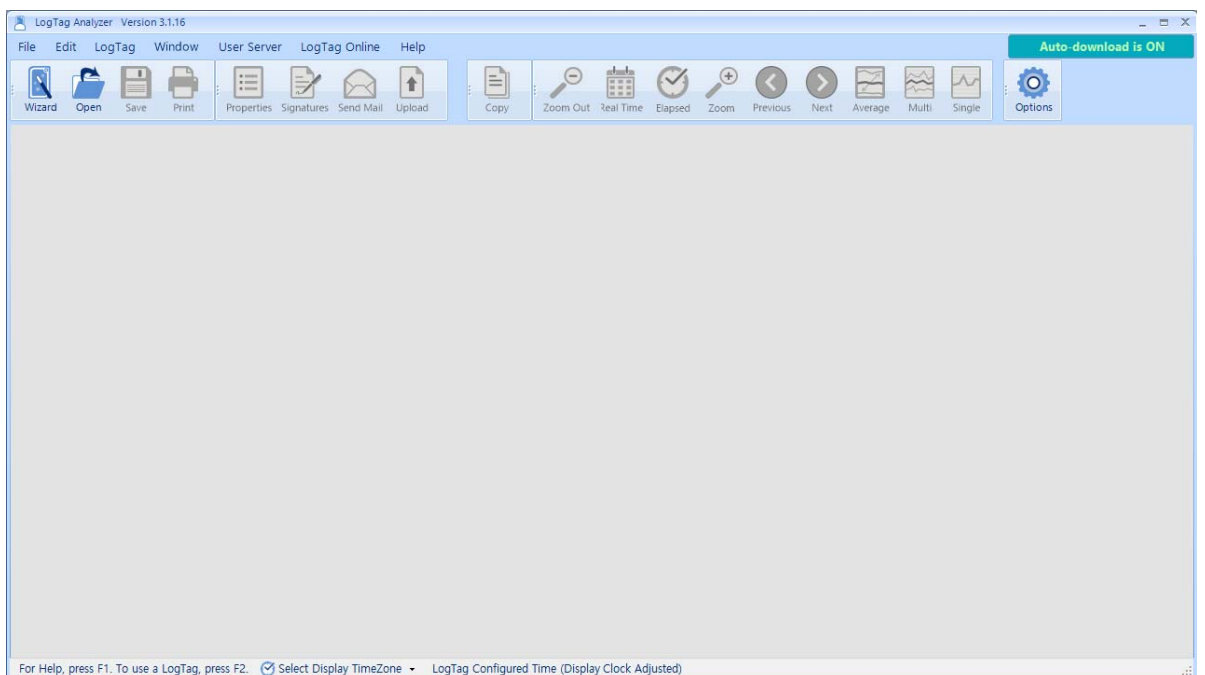 LogTag Analyzer Version 3.1.16
File Edit LogTag Window User Server LogTag Online Help Auto-download is ON
Wizard Open Save Print Properties Signatures Send Mail Upload Copy Zoom Out Real Time Elapsed Zoom Previous Next Average Multi Single Options
For Help, press F1. To use a LogTag, press F2. Select Display TimeZone LogTag Configured Time (Display Clock Adjusted)